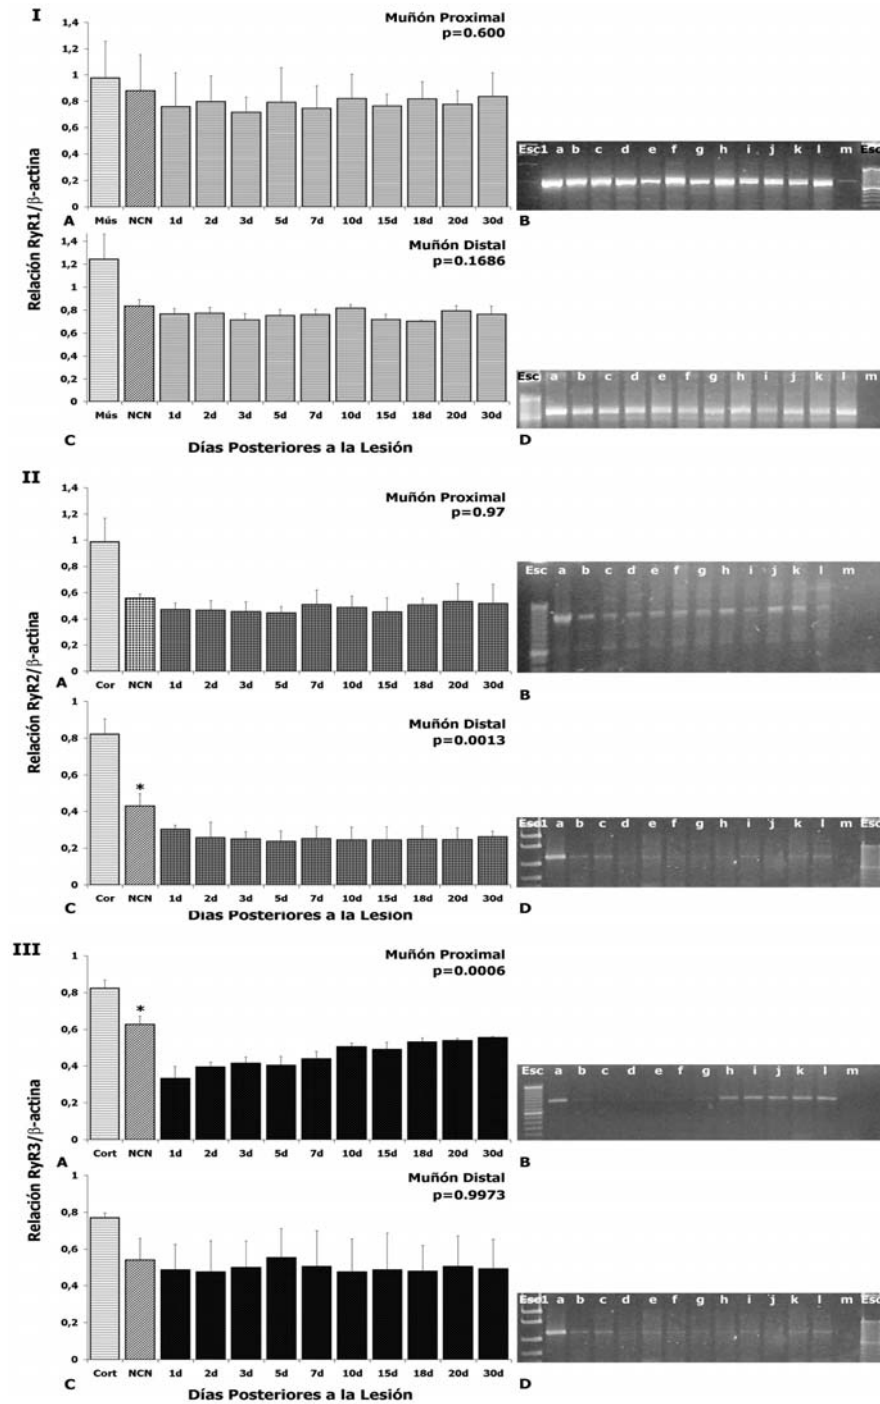 I
Relación RyR1/β-actina
Muñón Proximal
p=0.600
1,4
1,2
1
0,8
0,6
0,4
0,2
0
A
Mús NCN 1d 2d 3d 5d 7d 10d 15d 18d 20d 30d
Esc1 a b c d e f g h i j k l m Esc
B
Muñón Distal
p=0.1686
1,4
1,2
1
0,8
0,6
0,4
0,2
0
Mús NCN 1d 2d 3d 5d 7d 10d 15d 18d 20d 30d
C
Días Posteriores a la Lesión
Esc a b c d e f g h i j k l m
D
II
Relación RyR2/β-actina
Muñón Proximal
p=0.97
1,4
1,2
1
0,8
0,6
0,4
0,2
0
A
Cor NCN 1d 2d 3d 5d 7d 10d 15d 18d 20d 30d
Esc a b c d e f g h i j k l m
B
Muñón Distal
p=0.0013
1
0,8
0,6
0,4
0,2
0
*
Cor NCN 1d 2d 3d 5d 7d 10d 15d 18d 20d 30d
C
Días Posteriores a la Lesión
Esc1 a b c d e f g h i j k l m Esc
D
III
Relación RyR3/β-actina
Muñón Proximal
p=0.0006
1
0,8
0,6
0,4
0,2
0
*
A
Cort NCN 1d 2d 3d 5d 7d 10d 15d 18d 20d 30d
Esc a b c d e f g h i j k l m
B
Muñón Distal
p=0.9973
1
0,8
0,6
0,4
0,2
0
Cort NCN 1d 2d 3d 5d 7d 10d 15d 18d 20d 30d
C
Días Posteriores a la Lesión
Esc1 a b c d e f g h i j k l m Esc
D